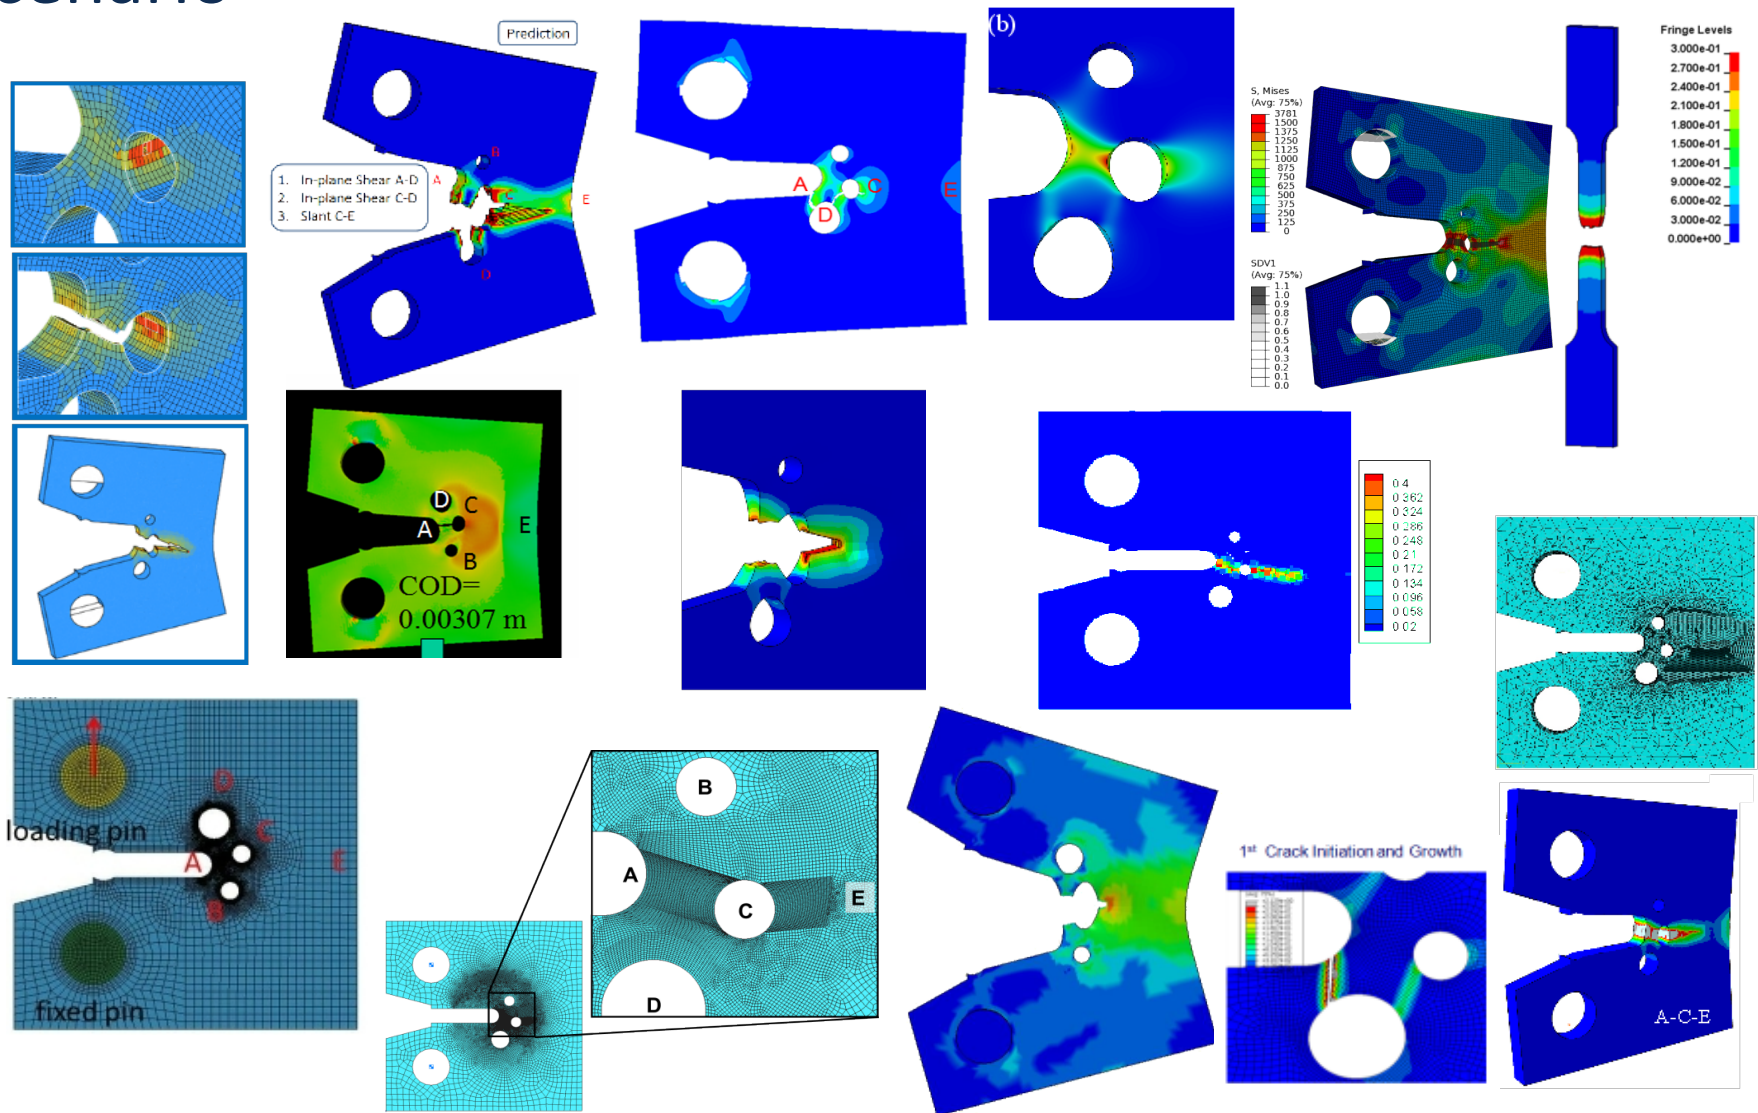 Prediction
1. In-plane Shear A-D
2. In-plane Shear C-D
3. Slant C-E
A
B
C
D
E
A
C
D
E
(b)
S, Mises
(Avg: 75%)
3781
1500
1375
1250
1125
1000
875
750
625
500
375
250
125
0
SDV1
(Avg: 75%)
1.1
1.0
0.9
0.8
0.7
0.6
0.5
0.4
0.3
0.2
0.1
0.0
Fringe Levels
3.000e-01
2.700e-01
2.400e-01
2.100e-01
1.800e-01
1.500e-01
1.200e-01
9.000e-02
6.000e-02
3.000e-02
0.000e+00
D
C
A
E
B
COD=
0.00307 m
0.4
0.362
0.324
0.286
0.248
0.21
0.172
0.134
0.096
0.058
0.02
D
loading pin
C
A
E
B
fixed pin
B
A
C
E
D
1st Crack Initiation and Growth
A-C-E